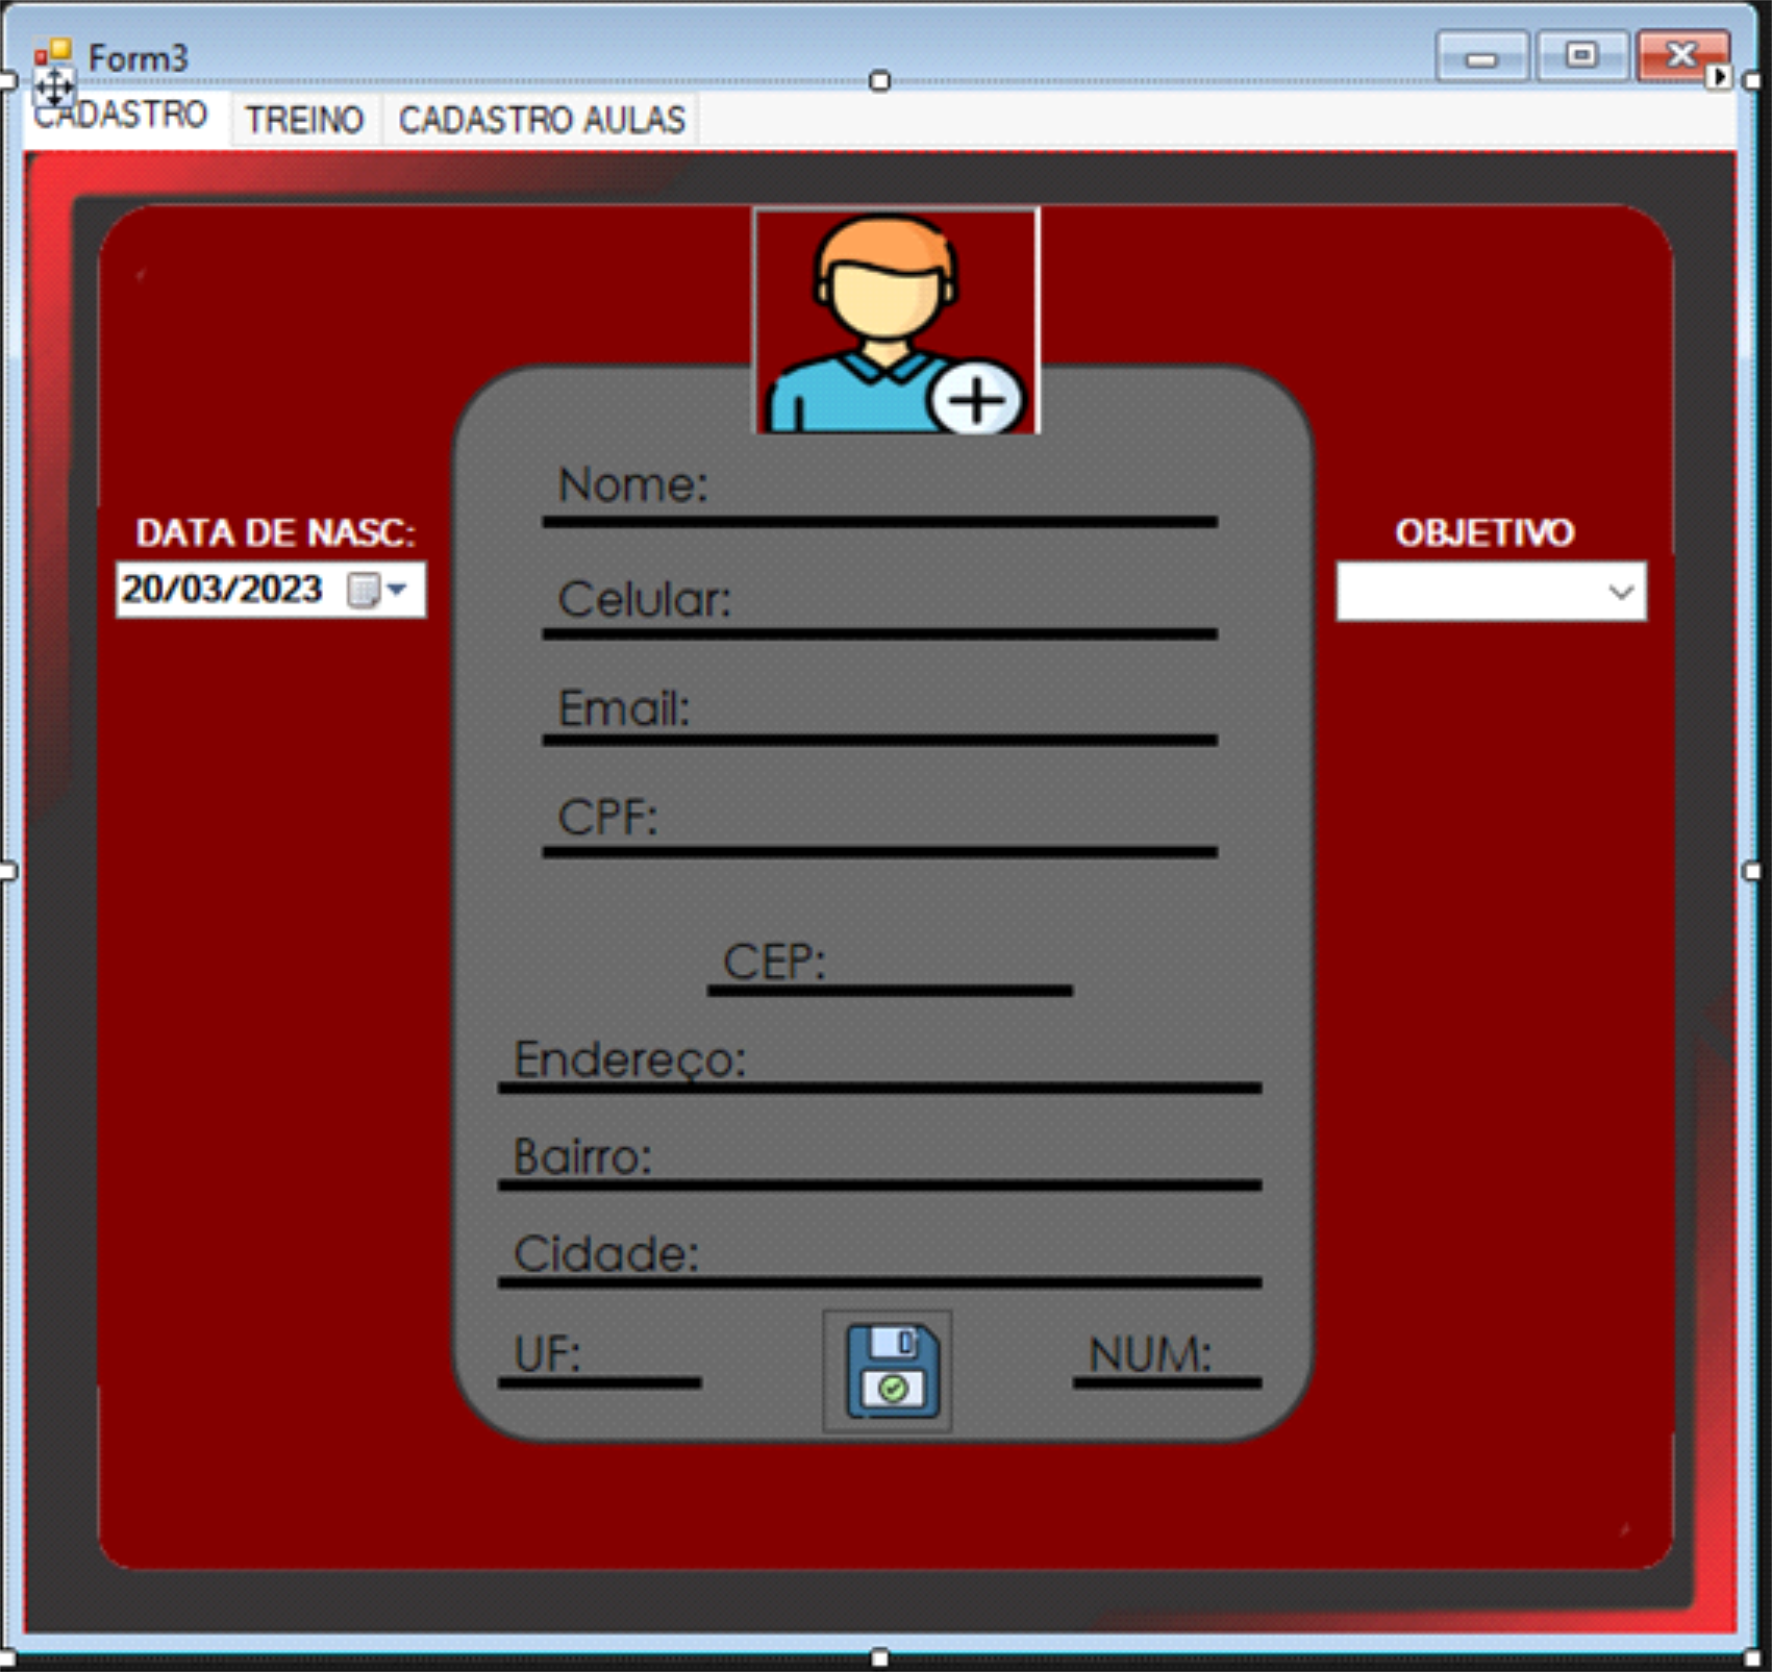 Form3
CADASTRO TREINO CADASTRO AULAS
Nome:
DATA DE NASC:
OBJETIVO
20/03/2023
Celular:
Email:
CPF:
CEP:
Endereço:
Bairro:
Cidade:
UF:
NUM: